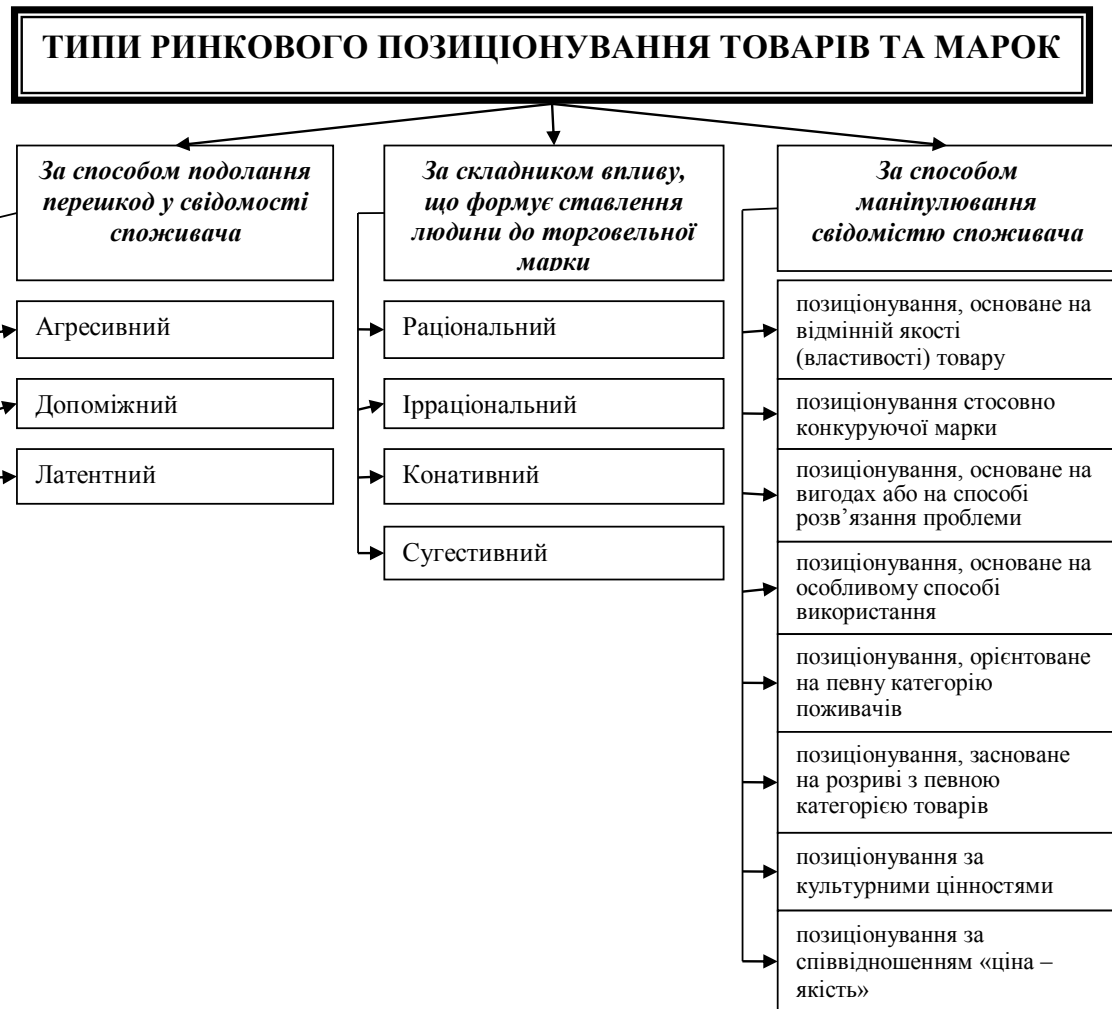 ТИПИ РИНКОВОГО ПОЗИЦІОНУВАННЯ ТОВАРІВ ТА МАРОК
За способом подолання
перешкод у свідомості
споживача
Агресивний
Допоміжний
Латентний
За складником впливу,
що формує ставлення
людини до торговельної
марки
Раціональний
Ірраціональний
Конативний
Сугестивний
За способом
маніпулювання
свідомістю споживача
позиціонування, основане на
відмінній якості
(властивості) товару
позиціонування стосовно
конкуруючої марки
позиціонування, основане на
вигодах або на способі
розв’язання проблеми
позиціонування, основане на
особливому способі
використання
позиціонування, орієнтоване
на певну категорію
поживачів
позиціонування, засноване
на розриві з певною
категорією товарів
позиціонування за
культурними цінностями
позиціонування за
співвідношенням «ціна –
якість»